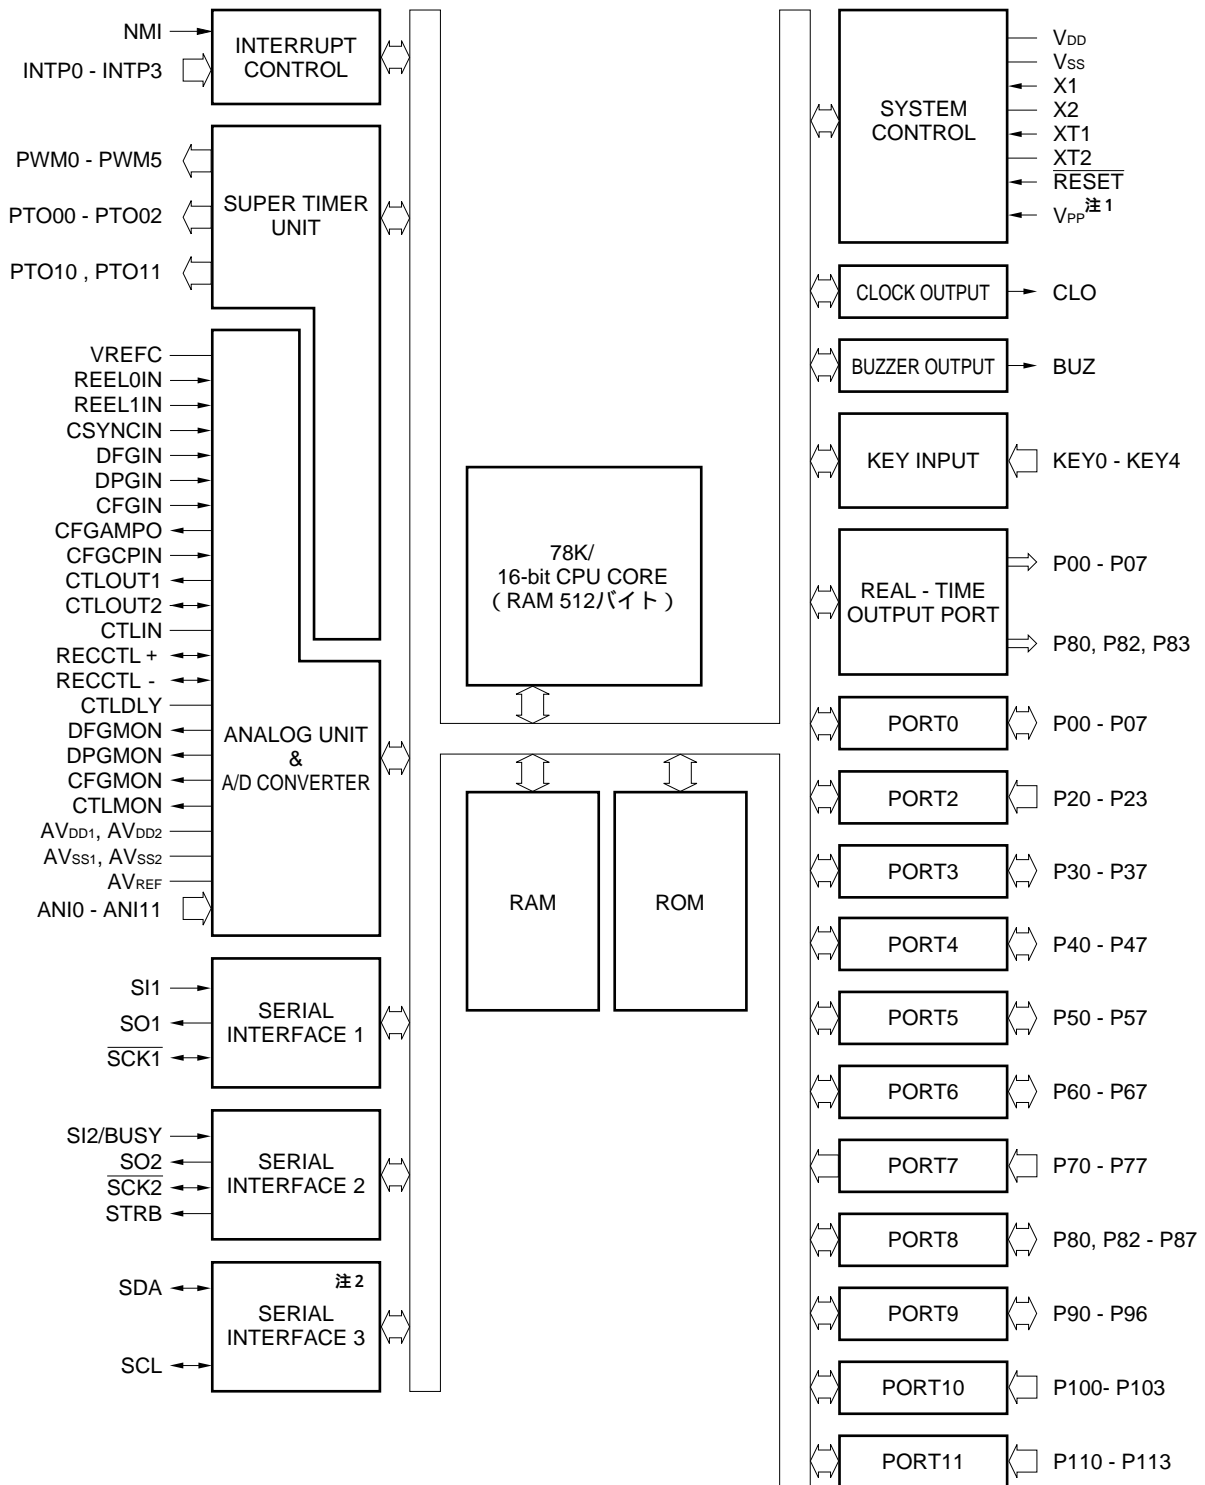 NMI
INTP0 - INTP3
INTERRUPT
CONTROL
PWM0 - PWM5
PTO00 - PTO02
PTO10 , PTO11
SUPER TIMER
UNIT
VREFC
REEL0IN
REEL1IN
CSYNCIN
DFGIN
DPGIN
CFGIN
CFGAMPO
CFGCPIN
CTLOUT1
CTLOUT2
CTLIN
RECCTL +
RECCTL -
CTLDLY
DFGMON
DPGMON
CFGMON
CTLMON
AVDD1, AVDD2
AVSS1, AVSS2
AVREF
ANI0 - ANI11
ANALOG UNIT
&
A/D CONVERTER
SI1
SO1
SCK1
SERIAL
INTERFACE 1
SI2/BUSY
SO2
SCK2
STRB
SERIAL
INTERFACE 2
SDA
SCL
注2
SERIAL
INTERFACE 3
78K/
16-bit CPU CORE
( RAM 512バイト )
RAM
ROM
SYSTEM
CONTROL
VDD
VSS
X1
X2
XT1
XT2
RESET
VPP注1
CLOCK OUTPUT
CLO
BUZZER OUTPUT
BUZ
KEY INPUT
KEY0 - KEY4
REAL - TIME
OUTPUT PORT
P00 - P07
P80, P82, P83
PORT0
P00 - P07
PORT2
P20 - P23
PORT3
P30 - P37
PORT4
P40 - P47
PORT5
P50 - P57
PORT6
P60 - P67
PORT7
P70 - P77
PORT8
P80, P82 - P87
PORT9
P90 - P96
PORT10
P100- P103
PORT11
P110 - P113